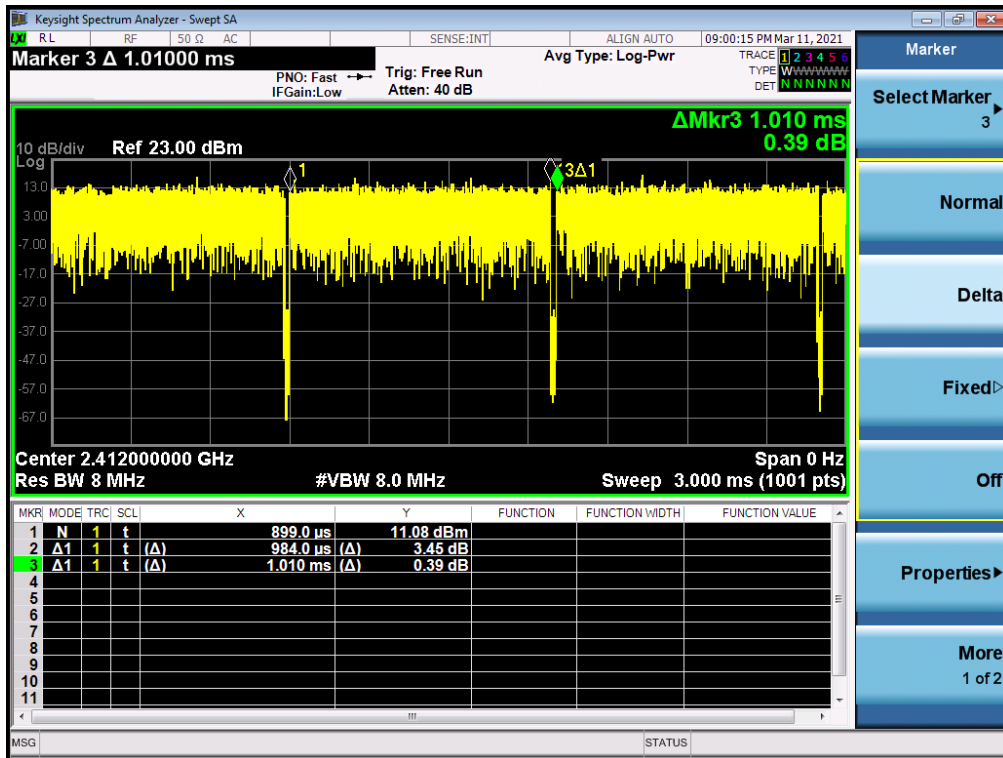 Keysight Spectrum Analyzer - Swept SA
LXI RL RF 50 Ω AC SENSE:INT ALIGN AUTO 09:00:15 PM Mar 11, 2021
Marker 3 Δ 1.01000 ms
PNO: Fast
IFGain:Low
Trig: Free Run
Atten: 40 dB
Avg Type: Log-Pwr
TRACE 1 2 3 4 5 6
TYPE WWWWWW
DET N N N N N N
ΔMkr3 1.010 ms
0.39 dB
10 dB/div Ref 23.00 dBm
Log
1
3Δ1
13.0
3.00
-7.00
-17.0
-27.0
-37.0
-47.0
-57.0
-67.0
Center 2.412000000 GHz Span 0 Hz
Res BW 8 MHz #VBW 8.0 MHz Sweep 3.000 ms (1001 pts)
MKR MODE TRC SCL X Y FUNCTION FUNCTION WIDTH FUNCTION VALUE
1 N 1 t 899.0 µs 11.08 dBm
2 Δ1 1 t (Δ) 984.0 µs (Δ) 3.45 dB
3 Δ1 1 t (Δ) 1.010 ms (Δ) 0.39 dB
4
5
6
7
8
9
10
11
MSG STATUS
Marker
Select Marker
3
Normal
Delta
Fixed
Off
Properties
More
1 of 2